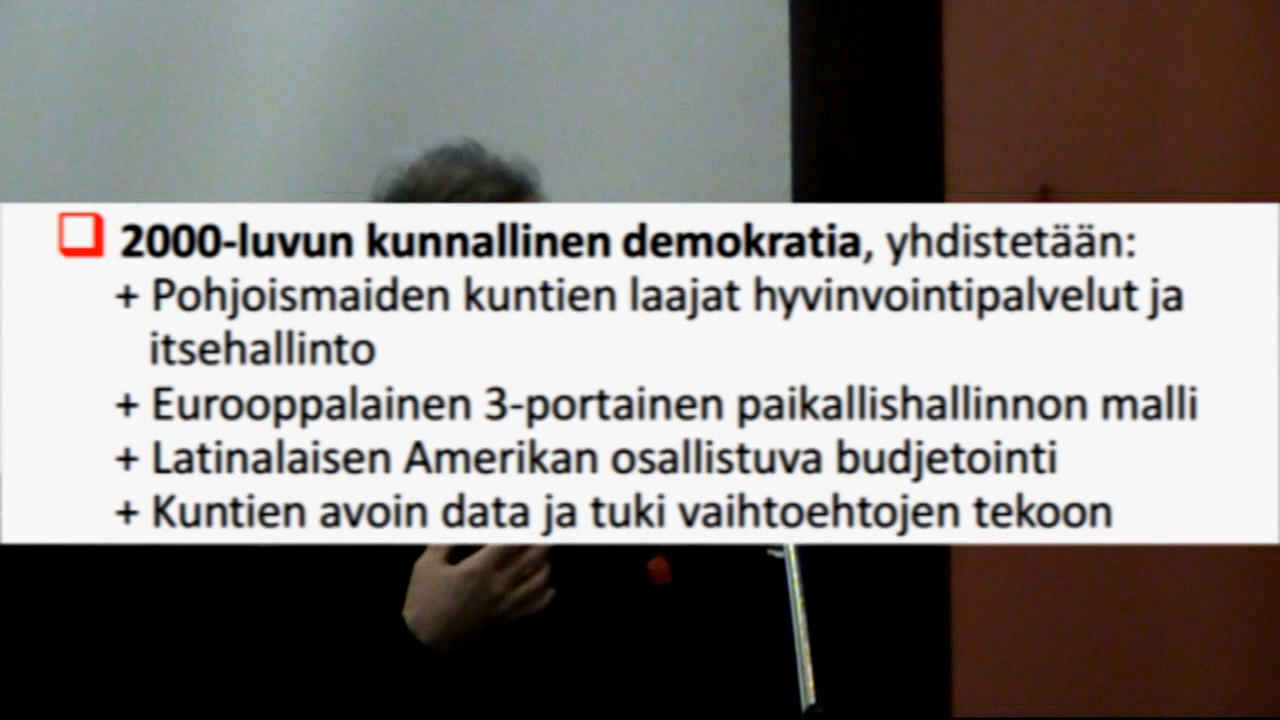 2000-luvun kunnallinen demokratia, yhdistetään:
+ Pohjoismaiden kuntien laajat hyvinvointipalvelut ja
itsehallinto
+ Eurooppalainen 3-portainen paikallishallinnon malli
+ Latinalaisen Amerikan osallistuva budjetointi
+ Kuntien avoin data ja tuki vaihtoehtojen tekoon